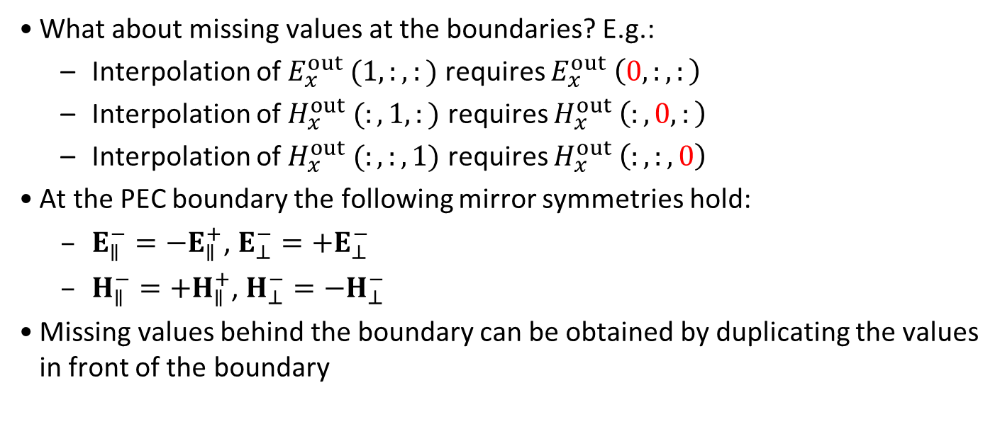 • What about missing values at the boundaries? E.g.:
– Interpolation of $E_x^{\text{out}}(1,:,:)$ requires $E_x^{\text{out}}(0,:,:)$
– Interpolation of $H_x^{\text{out}}(:,1,:)$ requires $H_x^{\text{out}}(:,0,:)$
– Interpolation of $H_x^{\text{out}}(:,:,1)$ requires $H_x^{\text{out}}(:,:,0)$
• At the PEC boundary the following mirror symmetries hold:
– $\mathbf{E}_{\parallel}^{-} = -\mathbf{E}_{\parallel}^{+}, \mathbf{E}_{\perp}^{-} = +\mathbf{E}_{\perp}^{-}$
– $\mathbf{H}_{\parallel}^{-} = +\mathbf{H}_{\parallel}^{+}, \mathbf{H}_{\perp}^{-} = -\mathbf{H}_{\perp}^{-}$
• Missing values behind the boundary can be obtained by duplicating the values
in front of the boundary